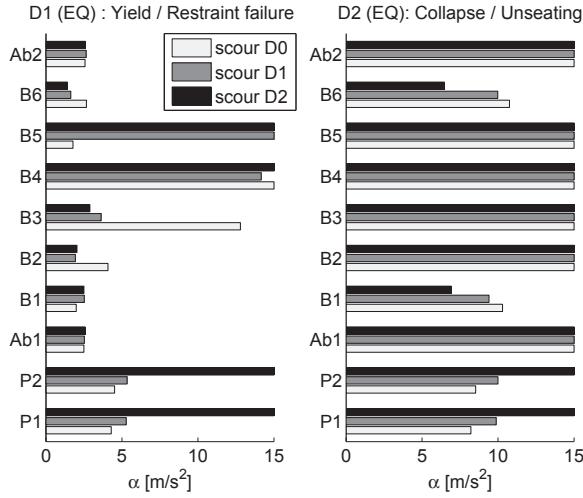 D1 (EQ) : Yield / Restraint failure
D2 (EQ): Collapse / Unseating
scour D0
scour D1
scour D2
Ab2
B6
B5
B4
B3
B2
B1
Ab1
P2
P1
0
5
10
15
α [m/s²]
Ab2
B6
B5
B4
B3
B2
B1
Ab1
P2
P1
0
5
10
15
α [m/s²]